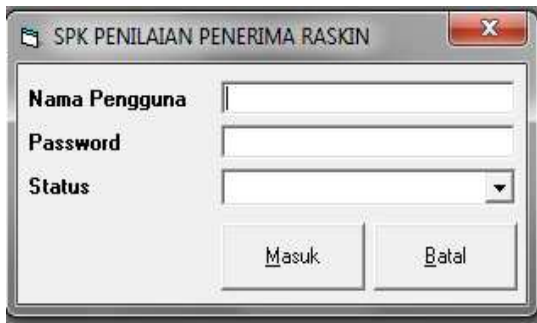 SPK PENILAIAN PENERIMA RASKIN
Nama Pengguna
Password
Status
Masuk
Batal